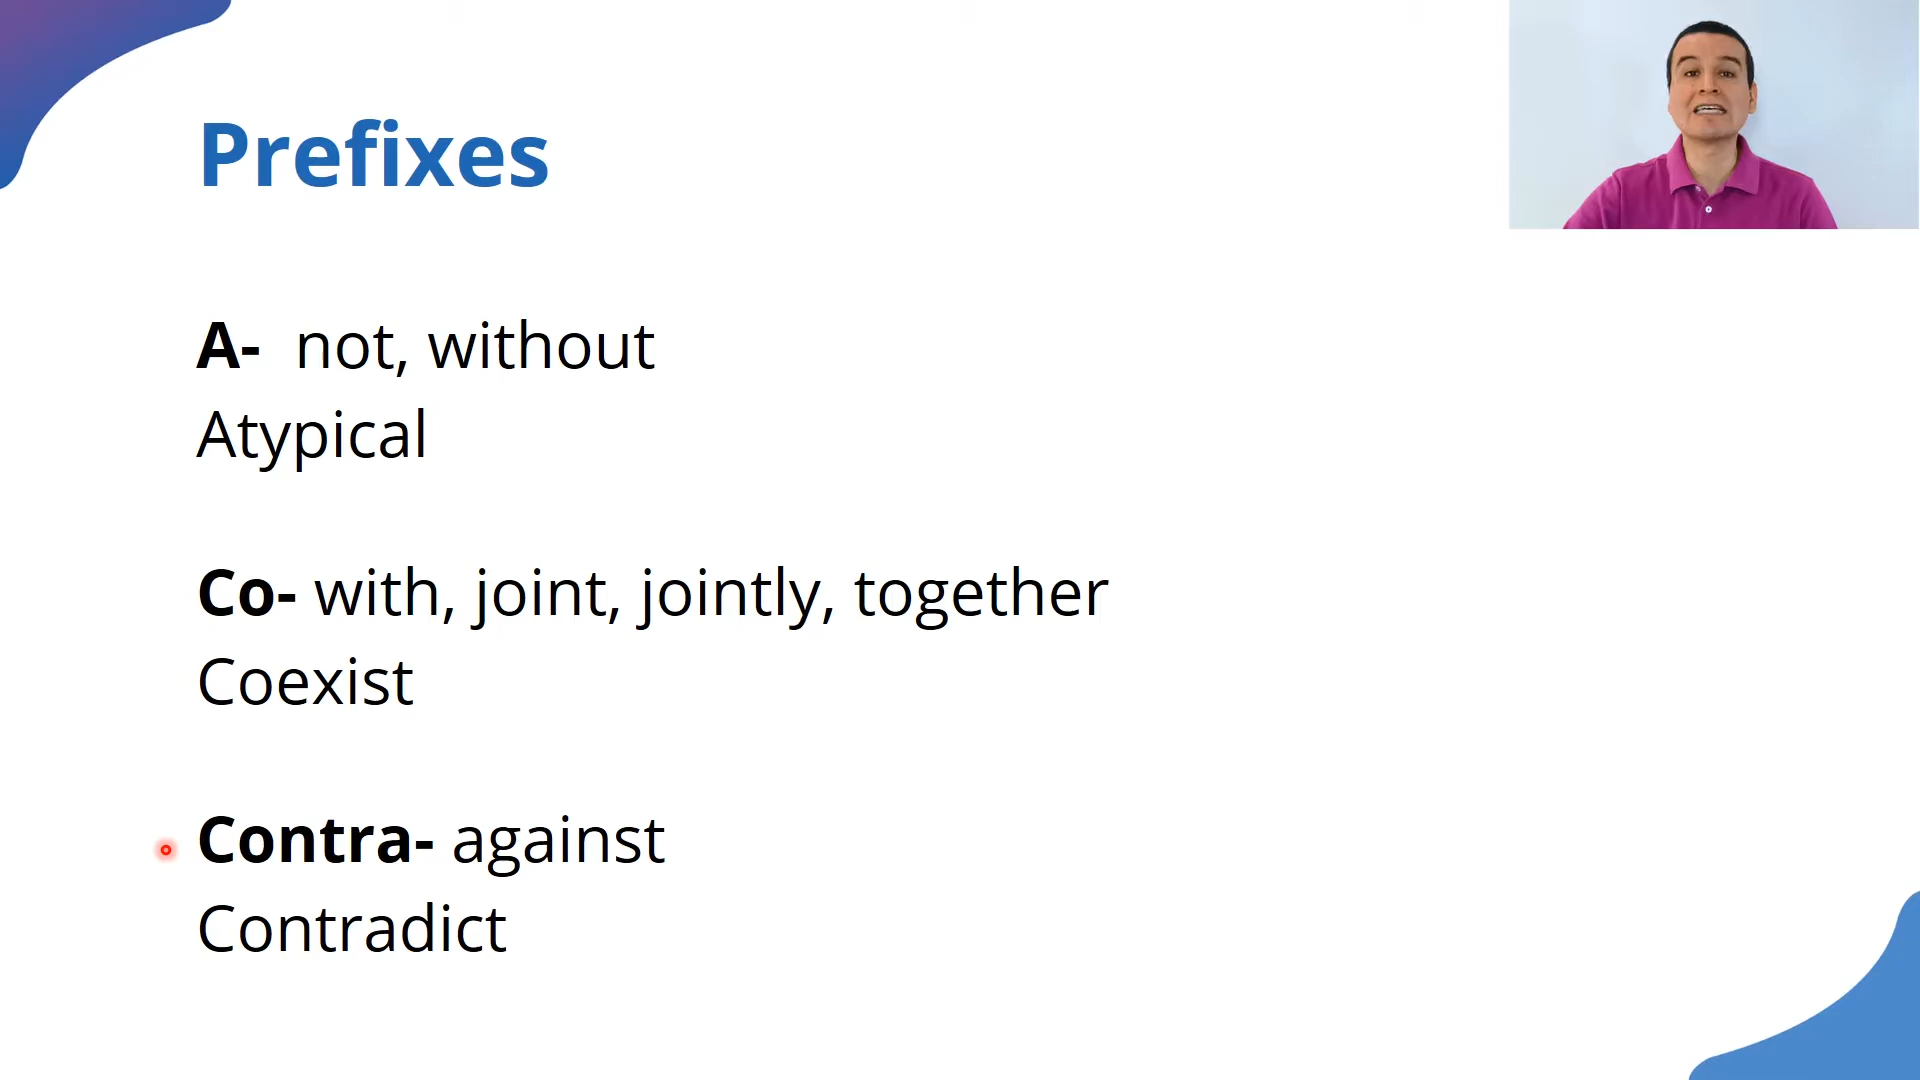 Prefixes
A- not, without
Atypical
Co- with, joint, jointly, together
Coexist
Contra- against
Contradict